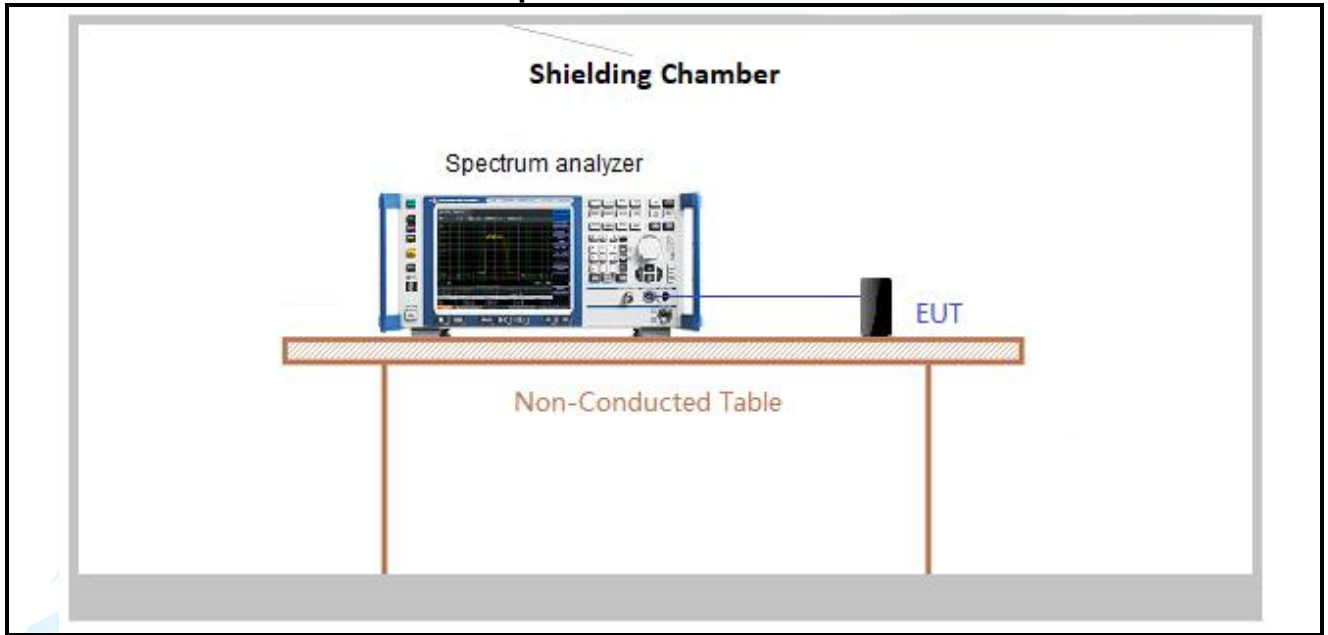 Shielding Chamber
Spectrum analyzer
EUT
Non-Conducted Table